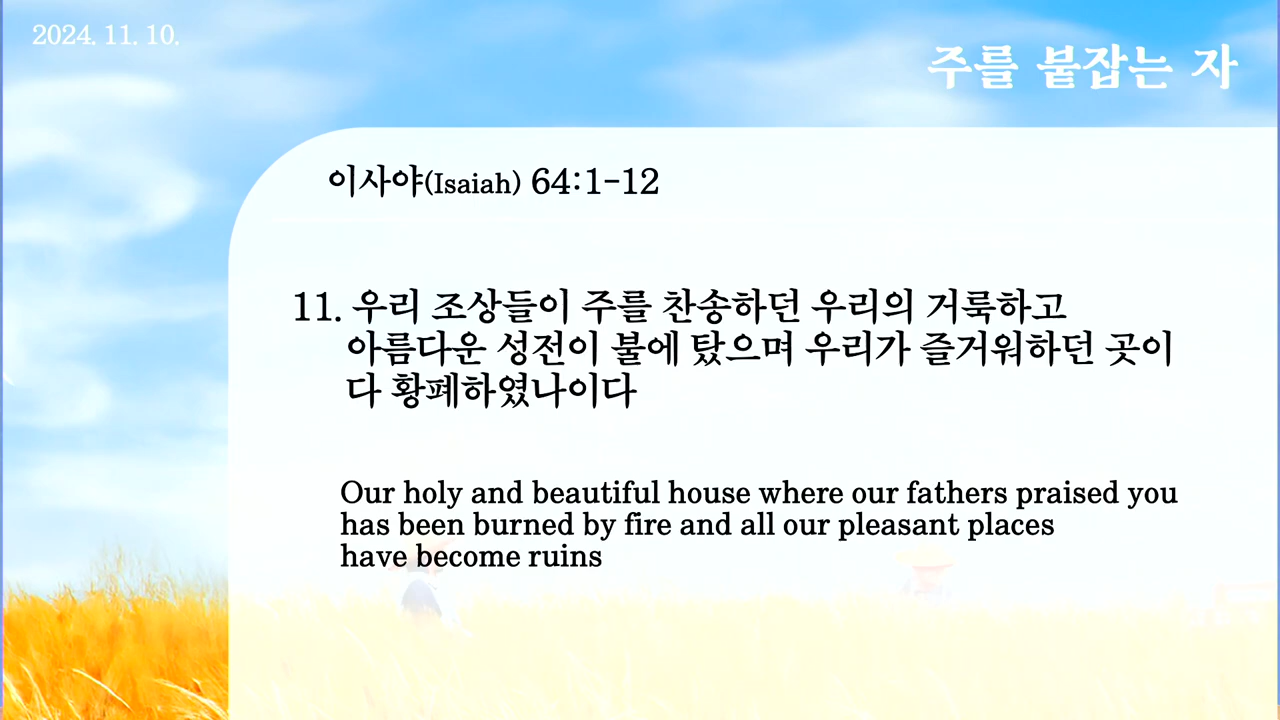 2024. 11. 10.
주를 붙잡는 자
이사야(Isaiah) 64:1-12
11. 우리 조상들이 주를 찬송하던 우리의 거룩하고
아름다운 성전이 불에 탔으며 우리가 즐거워하던 곳이
다 황폐하였나이다
Our holy and beautiful house where our fathers praised you
has been burned by fire and all our pleasant places
have become ruins